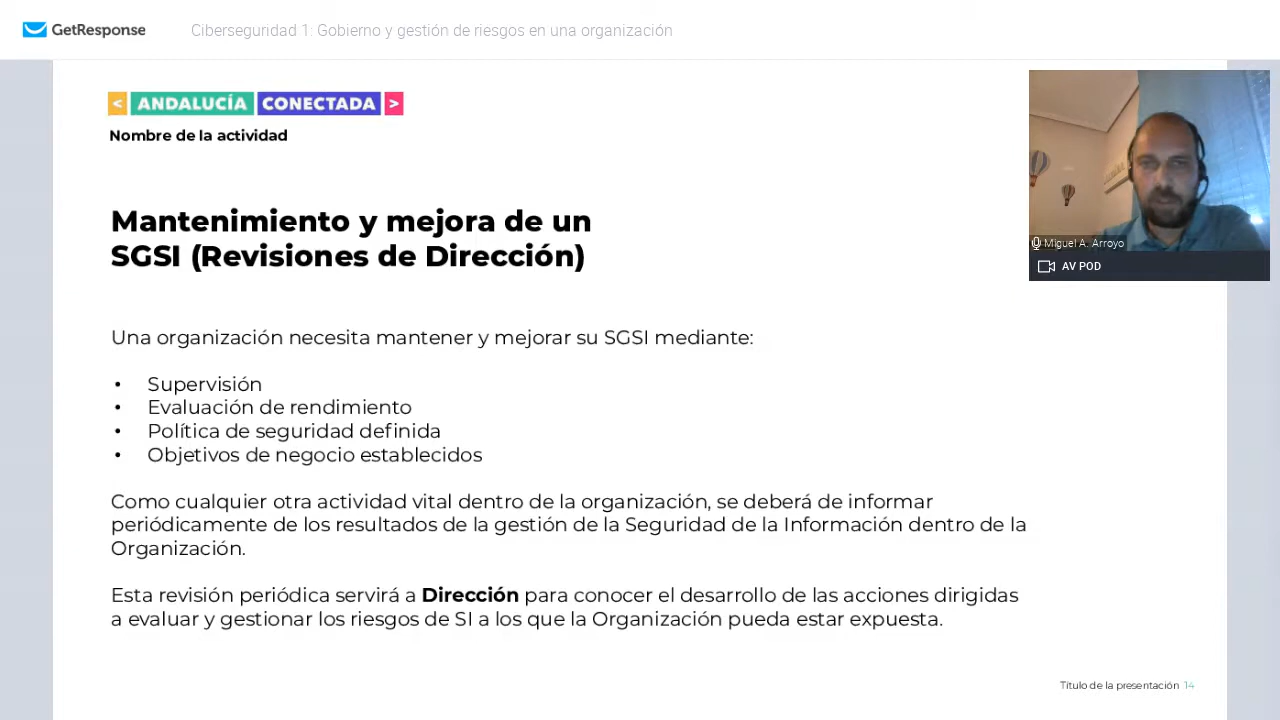 GetResponse
Ciberseguridad 1: Gobierno y gestión de riesgos en una organización
< ANDALUCÍA CONECTADA >
Nombre de la actividad
Mantenimiento y mejora de un
SGSI (Revisiones de Dirección)
Miguel A. Arroyo
AV POD
Una organización necesita mantener y mejorar su SGSI mediante:
• Supervisión
• Evaluación de rendimiento
• Política de seguridad definida
• Objetivos de negocio establecidos
Como cualquier otra actividad vital dentro de la organización, se deberá de informar
periódicamente de los resultados de la gestión de la Seguridad de la Información dentro de la
Organización.
Esta revisión periódica servirá a Dirección para conocer el desarrollo de las acciones dirigidas
a evaluar y gestionar los riesgos de SI a los que la Organización pueda estar expuesta.
Título de la presentación 14